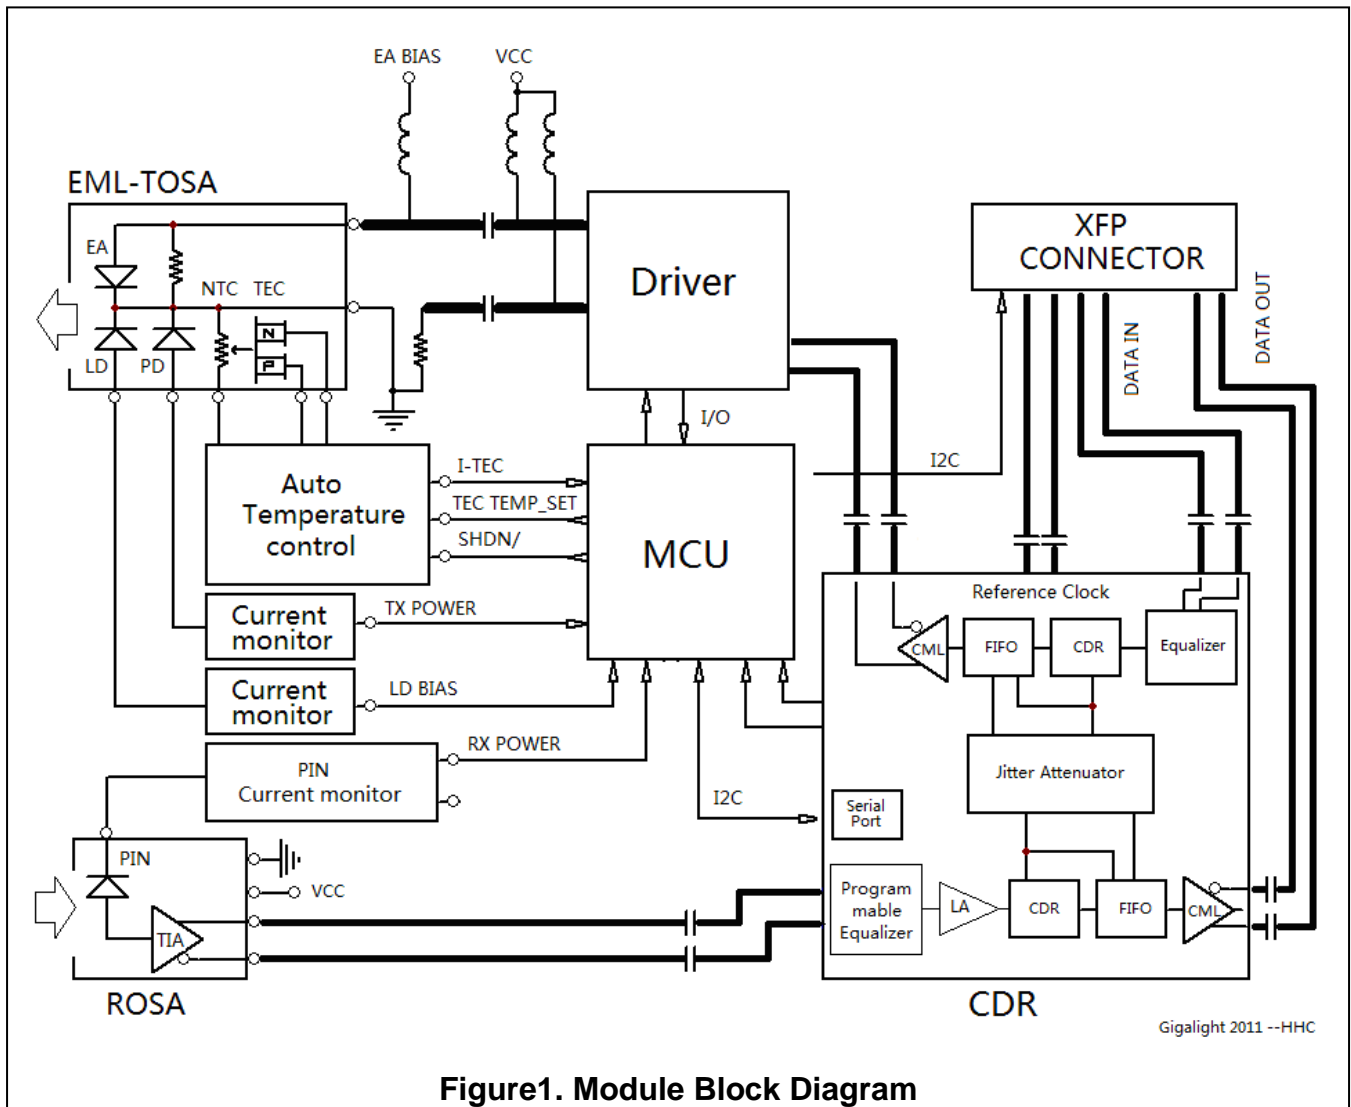 EA BIAS
VCC
EML-TOSA
EA
NTC TEC
N
P
LD
PD
Driver
XFP
CONNECTOR
DATA IN
DATA OUT
I/O
I2C
Auto
Temperature
control
I-TEC
TEC TEMP_SET
SHDN/
MCU
Current
monitor
TX POWER
Current
monitor
LD BIAS
PIN
Current monitor
RX POWER
I2C
Reference Clock
CML
FIFO
CDR
Equalizer
Jitter Attenuator
Serial
Port
Program
mable
Equalizer
LA
CDR
FIFO
CML
PIN
VCC
TIA
ROSA
CDR
Gigalight 2011 --HHC
Figure1. Module Block Diagram